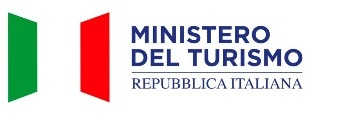 MINISTERO
DEL TURISMO
REPUBBLICA ITALIANA